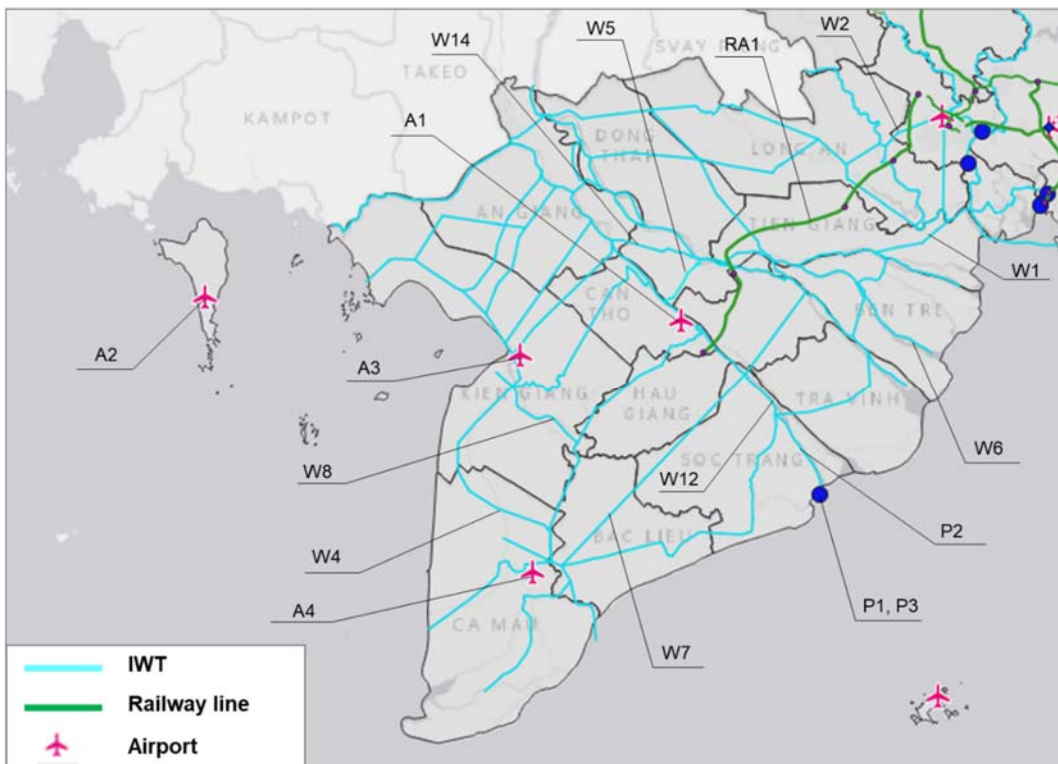 W14
W5
RA1
W2
SVAY RIENG
TAKEO
A1
KAMPOT
DONG
THAP
LONG AN
AN GIANG
TIEN GIANG
W1
CAN
THO
BEN TRE
A2
A3
KIEN GIANG
HAU
GIANG
TRA VINH
W8
SOC TRANG
W12
W6
W4
BAC LIEU
P2
A4
CA MAU
W7
P1, P3
IWT
Railway line
Airport